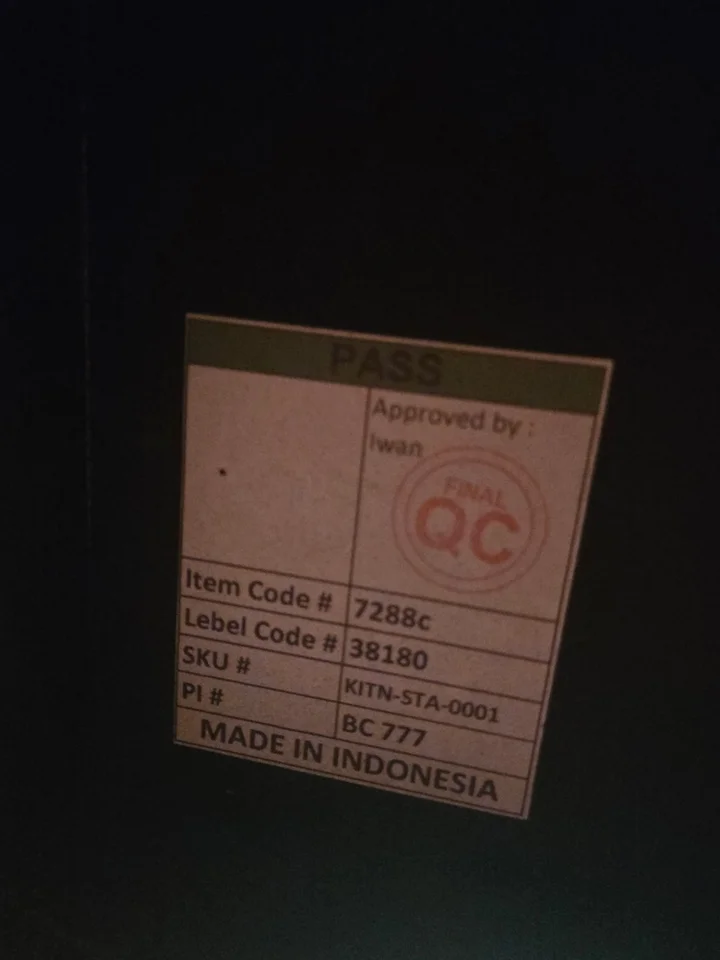 PASS
Approved by :
Iwan
FINAL
QC
Item Code # 7288c
Lebel Code # 38180
SKU # KITN-STA-0001
PI # BC 777
MADE IN INDONESIA